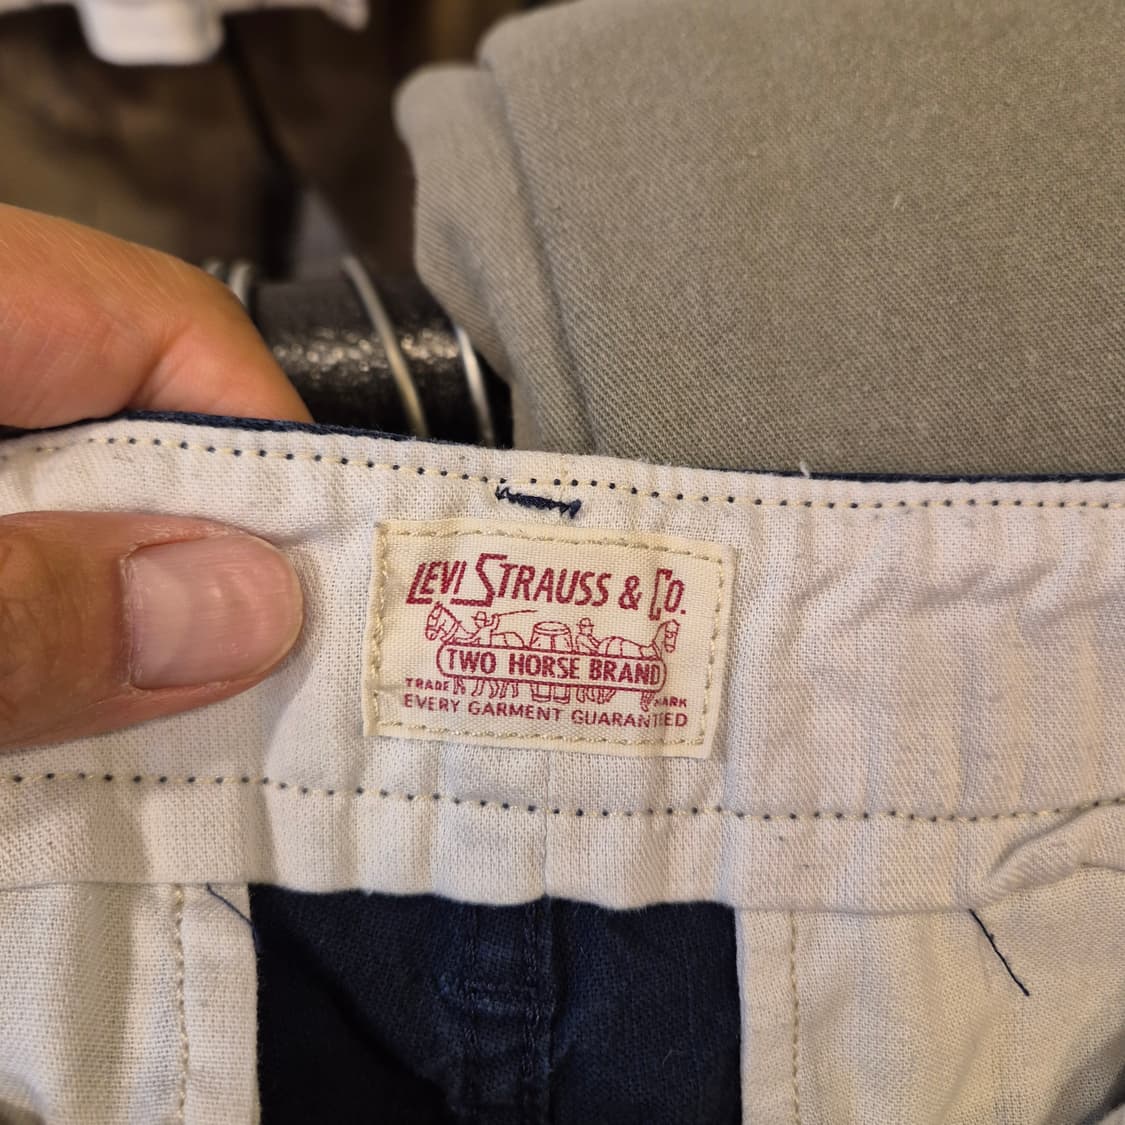 LEVI STRAUSS & CO.
TWO HORSE BRAND
TRADE MARK
EVERY GARMENT GUARANTEED